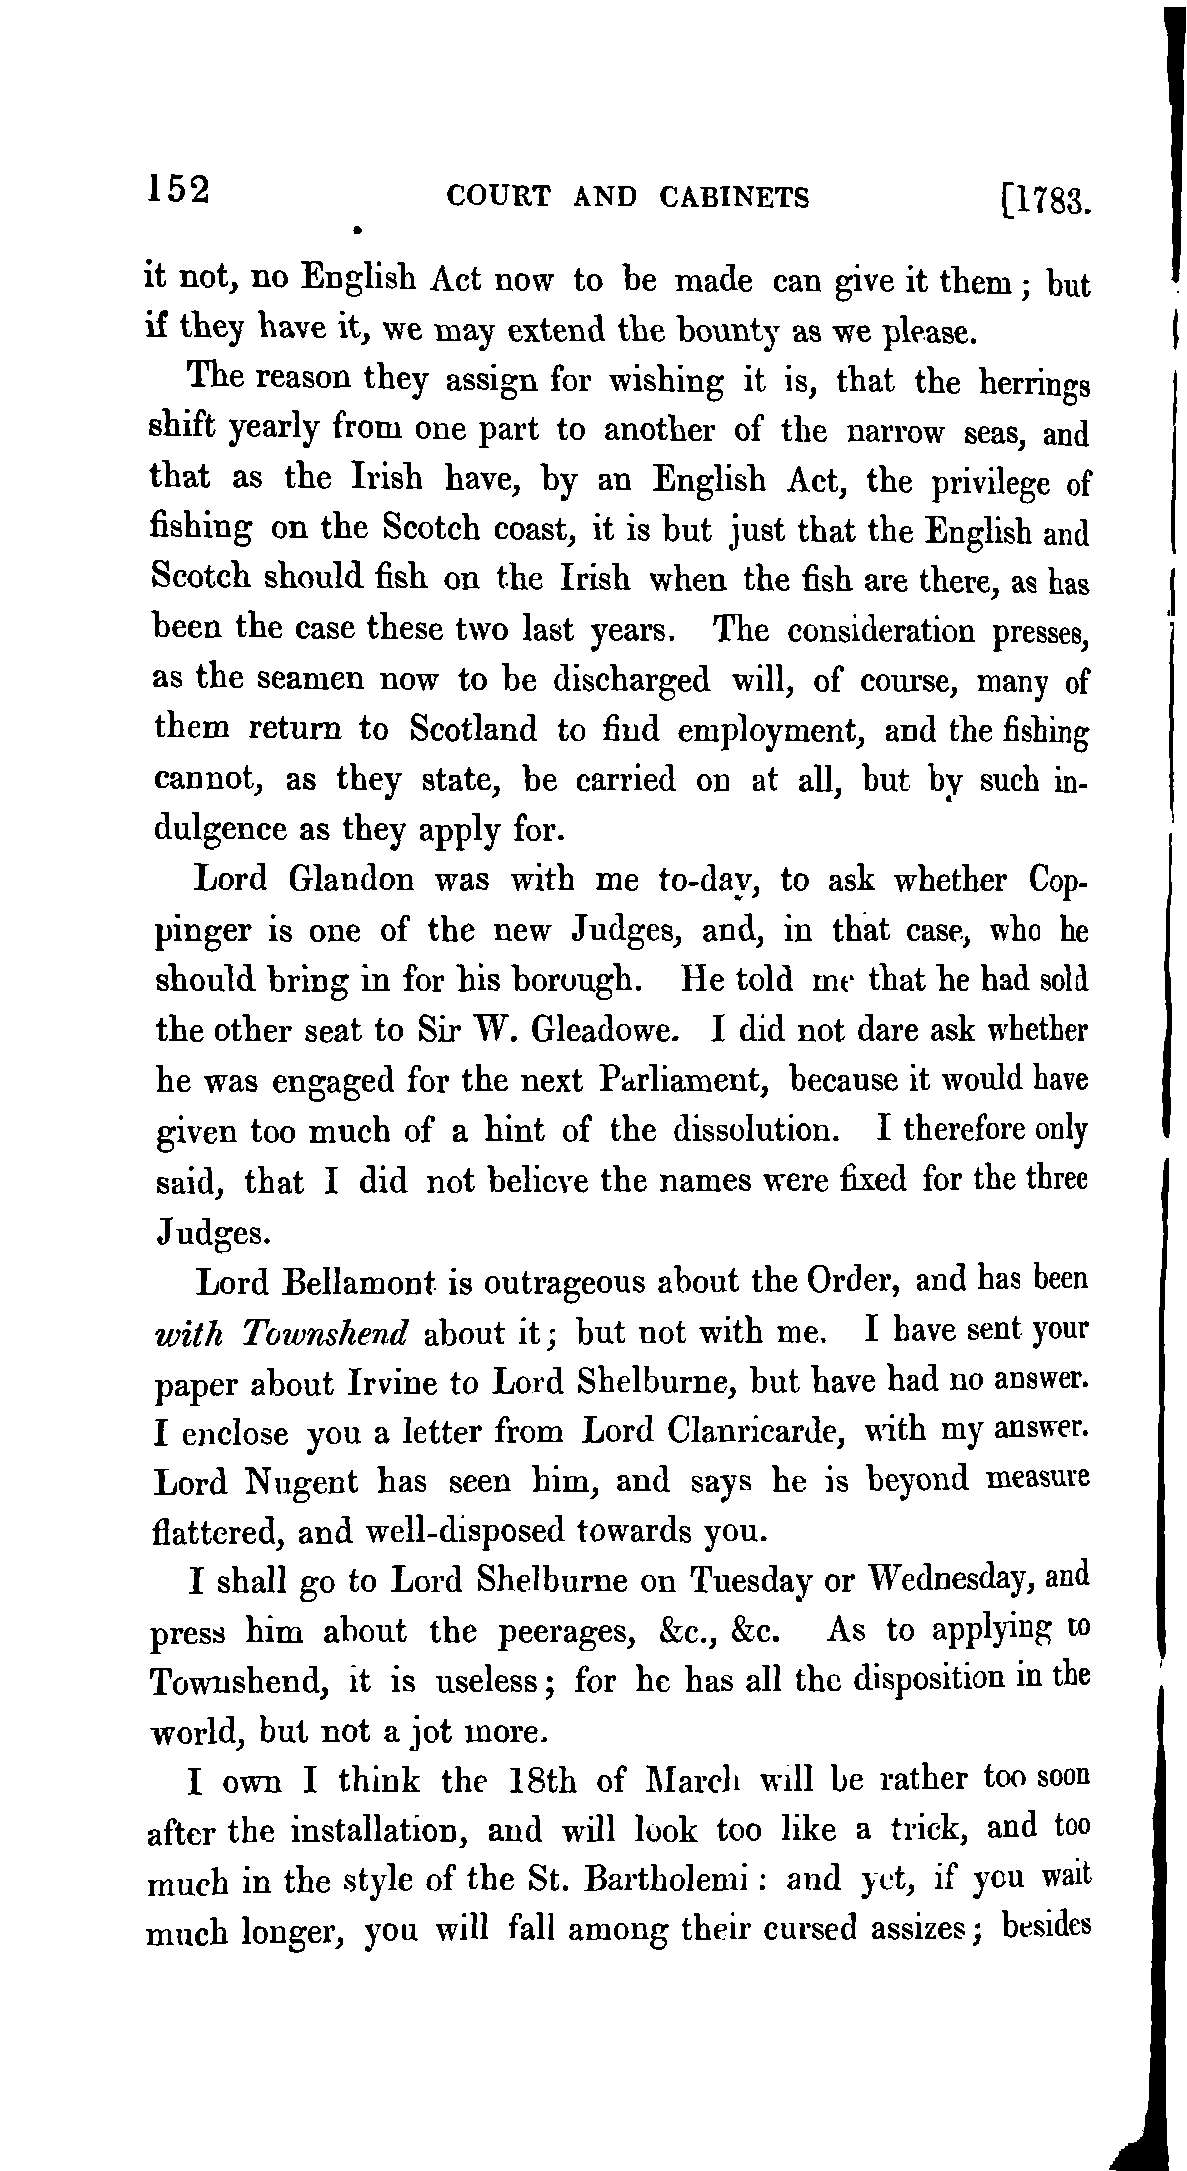 152 COURT AND CABINETS [1783.
it not, no English Act now to be made can give it them; but
if they have it, we may extend the bounty as we please.
The reason they assign for wishing it is, that the herrings
shift yearly from one part to another of the narrow seas, and
that as the Irish have, by an English Act, the privilege of
fishing on the Scotch coast, it is but just that the English and
Scotch should fish on the Irish when the fish are there, as has
been the case these two last years. The consideration presses,
as the seamen now to be discharged will, of course, many of
them return to Scotland to find employment, and the fishing
cannot, as they state, be carried on at all, but by such in-
dulgence as they apply for.
Lord Glandon was with me to-day, to ask whether Cop-
pinger is one of the new Judges, and, in that case, who he
should bring in for his borough. He told me that he had sold
the other seat to Sir W. Gleadowe. I did not dare ask whether
he was engaged for the next Parliament, because it would have
given too much of a hint of the dissolution. I therefore only
said, that I did not believe the names were fixed for the three
Judges.
Lord Bellamont is outrageous about the Order, and has been
with Townshend about it; but not with me. I have sent your
paper about Irvine to Lord Shelburne, but have had no answer.
I enclose you a letter from Lord Clanricarde, with my answer.
Lord Nugent has seen him, and says he is beyond measure
flattered, and well-disposed towards you.
I shall go to Lord Shelburne on Tuesday or Wednesday, and
press him about the peerages, &c., &c. As to applying to
Townshend, it is useless; for he has all the disposition in the
world, but not a jot more.
I own I think the 18th of March will be rather too soon
after the installation, and will look too like a trick, and too
much in the style of the St. Bartholemi: and yet, if you wait
much longer, you will fall among their cursed assizes; besides